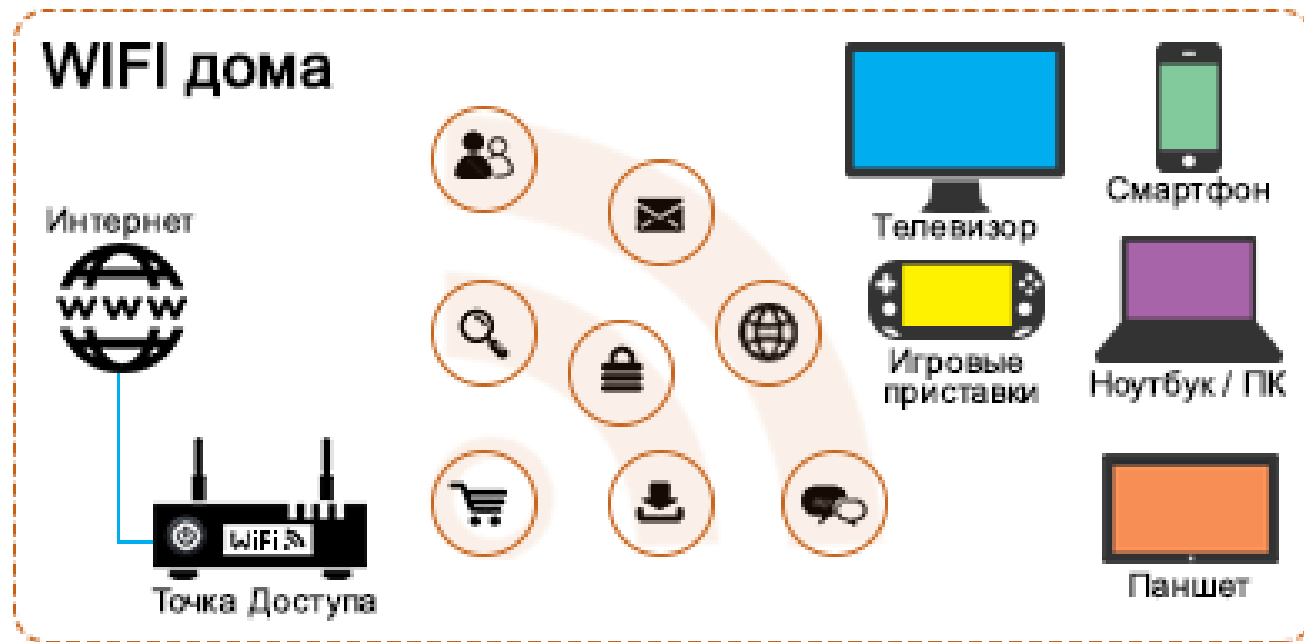 WIFI дома
Интернет
www
WiFi
Точка Доступа
Телевизор
Смартфон
Игровые
приставки
Ноутбук / ПК
Паншет